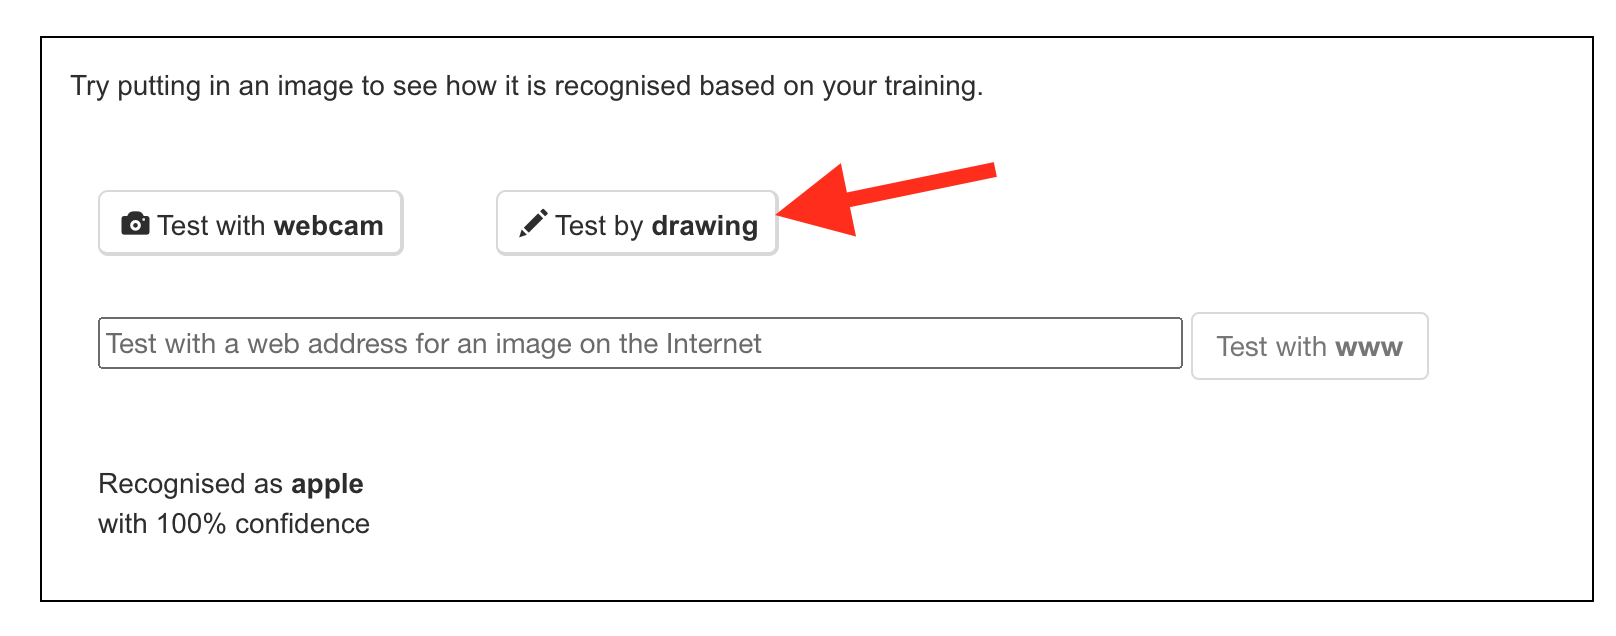 Try putting in an image to see how it is recognised based on your training.
Test with webcam
Test by drawing
Test with a web address for an image on the Internet
Test with www
Recognised as apple
with 100% confidence